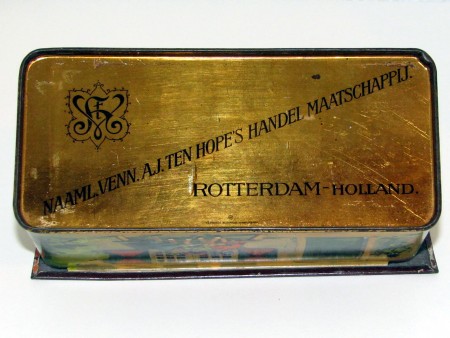 NAAML. VENN. A.J. TEN HOPE'S HANDEL MAATSCHAPPIJ.
ROTTERDAM-HOLLAND.